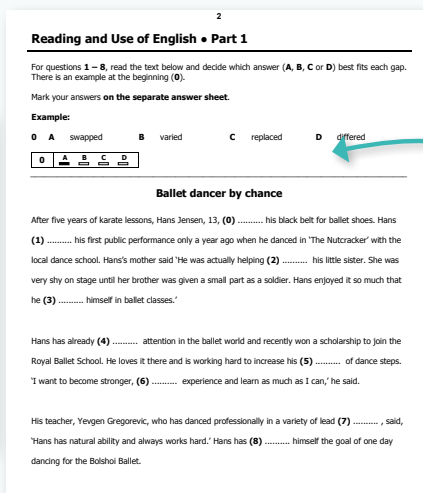 2
Reading and Use of English ● Part 1
For questions 1 – 8, read the text below and decide which answer (A, B, C or D) best fits each gap.
There is an example at the beginning (0).
Mark your answers on the separate answer sheet.
Example:
0 A swapped B varied C replaced D differed
0 A B C D
Ballet dancer by chance
After five years of karate lessons, Hans Jensen, 13, (0) .......... his black belt for ballet shoes. Hans
(1) .......... his first public performance only a year ago when he danced in ‘The Nutcracker’ with the
local dance school. Hans’s mother said ‘He was actually helping (2) .......... his little sister. She was
very shy on stage until her brother was given a small part as a soldier. Hans enjoyed it so much that
he (3) .......... himself in ballet classes.’
Hans has already (4) .......... attention in the ballet world and recently won a scholarship to join the
Royal Ballet School. He loves it there and is working hard to increase his (5) .......... of dance steps.
‘I want to become stronger, (6) .......... experience and learn as much as I can,’ he said.
His teacher, Yevgen Gregorevic, who has danced professionally in a variety of lead (7) .......... , said,
‘Hans has natural ability and always works hard.’ Hans has (8) .......... himself the goal of one day
dancing for the Bolshoi Ballet.